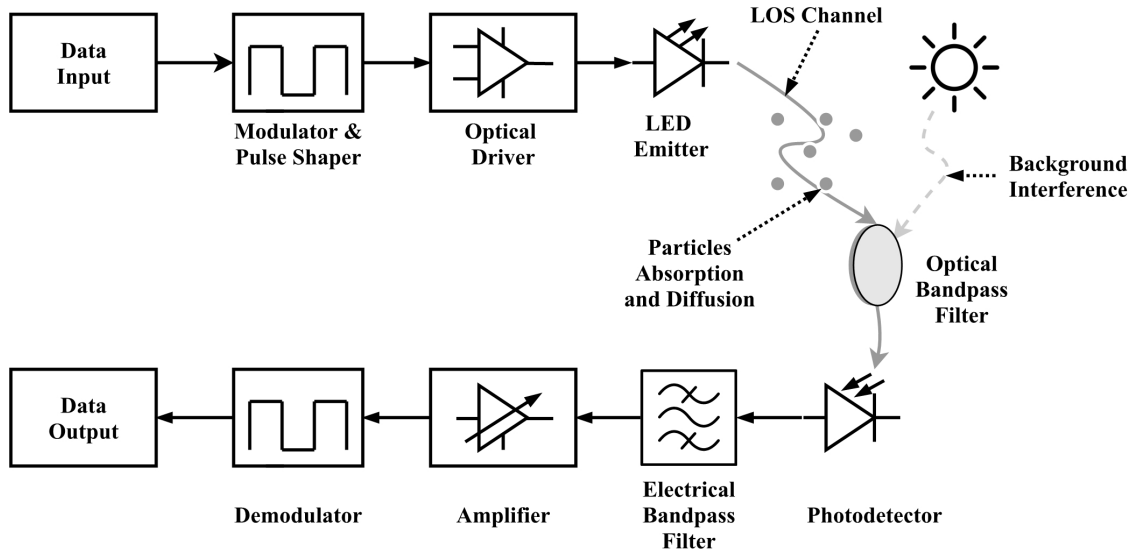 Data
Input
Modulator &
Pulse Shaper
Optical
Driver
LED
Emitter
LOS Channel
Background
Interference
Particles
Absorption
and Diffusion
Optical
Bandpass
Filter
Data
Output
Demodulator
Amplifier
Electrical
Bandpass
Filter
Photodetector